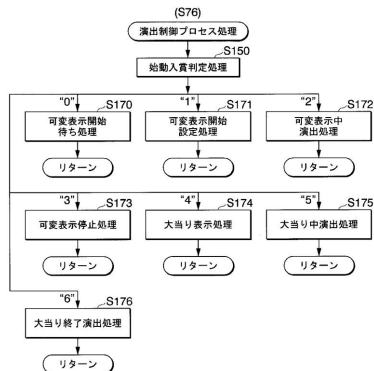 (S76)
演出制御プロセス処理
S150
始動入賞判定処理
"0"
S170
可変表示開始
待ち処理
リターン
"1"
S171
可変表示開始
設定処理
リターン
"2"
S172
可変表示中
演出処理
リターン
"3"
S173
可変表示停止処理
リターン
"4"
S174
大当り表示処理
リターン
"5"
S175
大当り中演出処理
リターン
"6"
S176
大当り終了演出処理
リターン